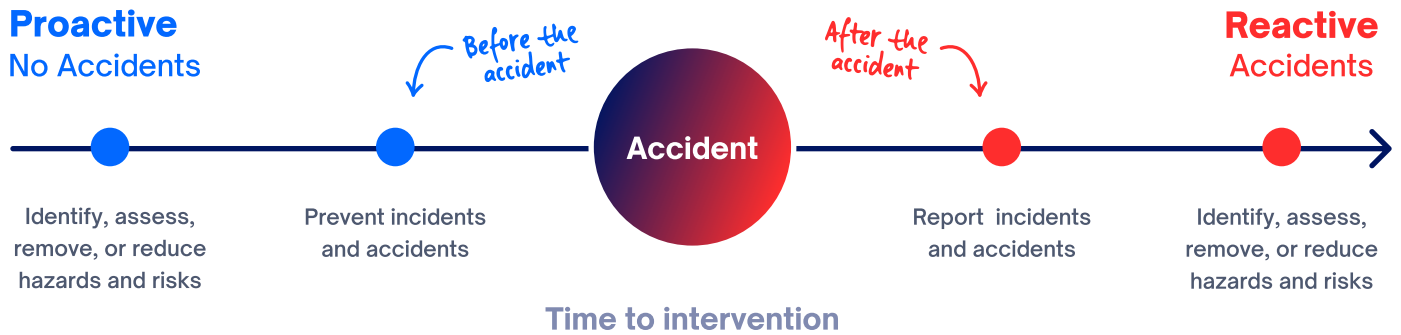 Proactive
No Accidents
Before the
accident
Accident
After the
accident
Reactive
Accidents
Identify, assess,
remove, or reduce
hazards and risks
Prevent incidents
and accidents
Report incidents
and accidents
Identify, assess,
remove, or reduce
hazards and risks
Time to intervention